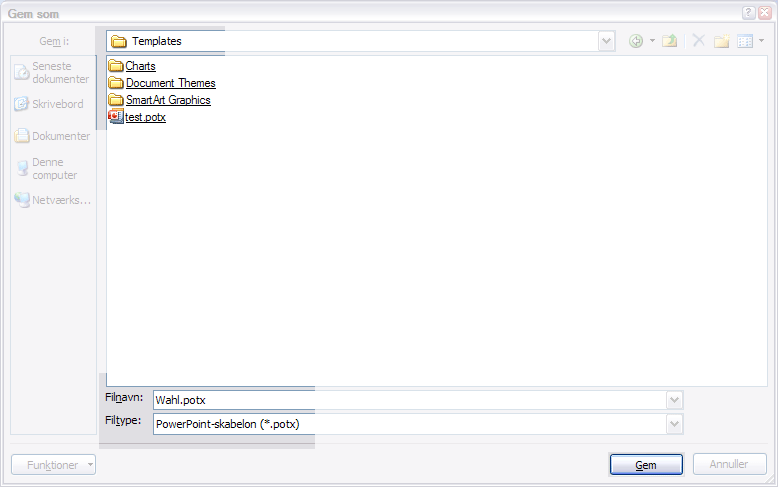 Gem som
Gem i:
Templates
Seneste
dokumenter
Skrivebord
Dokumenter
Denne
computer
Netværks...
Charts
Document Themes
SmartArt Graphics
test.potx
Filnavn:
Wahl.potx
Filtype:
PowerPoint-skabelon (*.potx)
Funktioner
Gem
Annuller